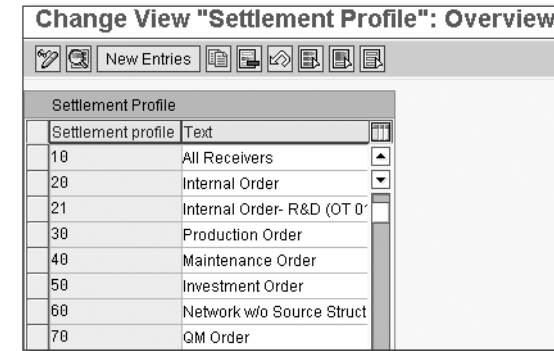 Change View "Settlement Profile": Overview
New Entries
Settlement Profile
Settlement profile Text
10 All Receivers
20 Internal Order
21 Internal Order- R&D (OT 01
30 Production Order
40 Maintenance Order
50 Investment Order
60 Network w/o Source Struct
70 QM Order